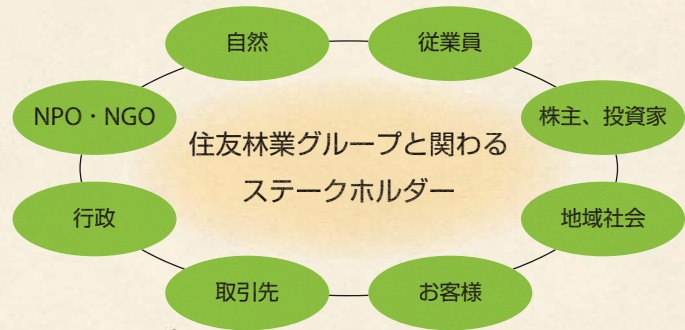 自然
従業員
NPO・NGO
株主、投資家
住友林業グループと関わる
ステークホルダー
行政
地域社会
取引先
お客様